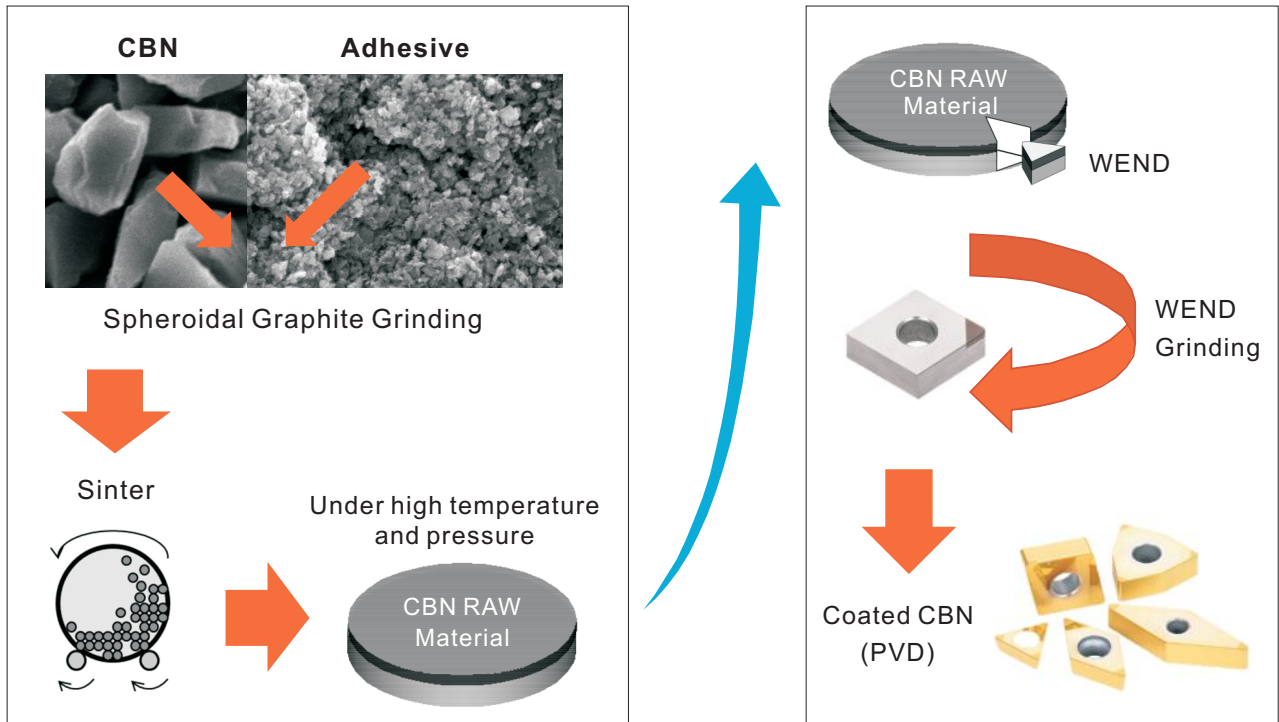 CBN
Adhesive
Spheroidal Graphite Grinding
Sinter
Under high temperature
and pressure
CBN RAW
Material
CBN RAW
Material
WEND
WEND
Grinding
Coated CBN
(PVD)